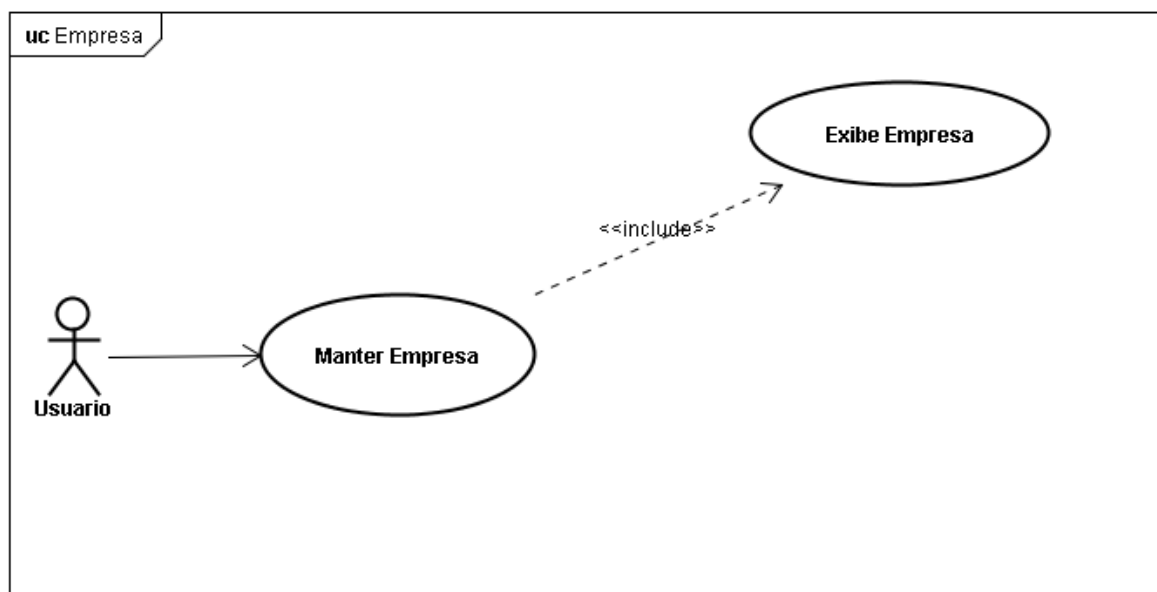 uc Empresa
Exibe Empresa
<<include>>
Manter Empresa
Usuario